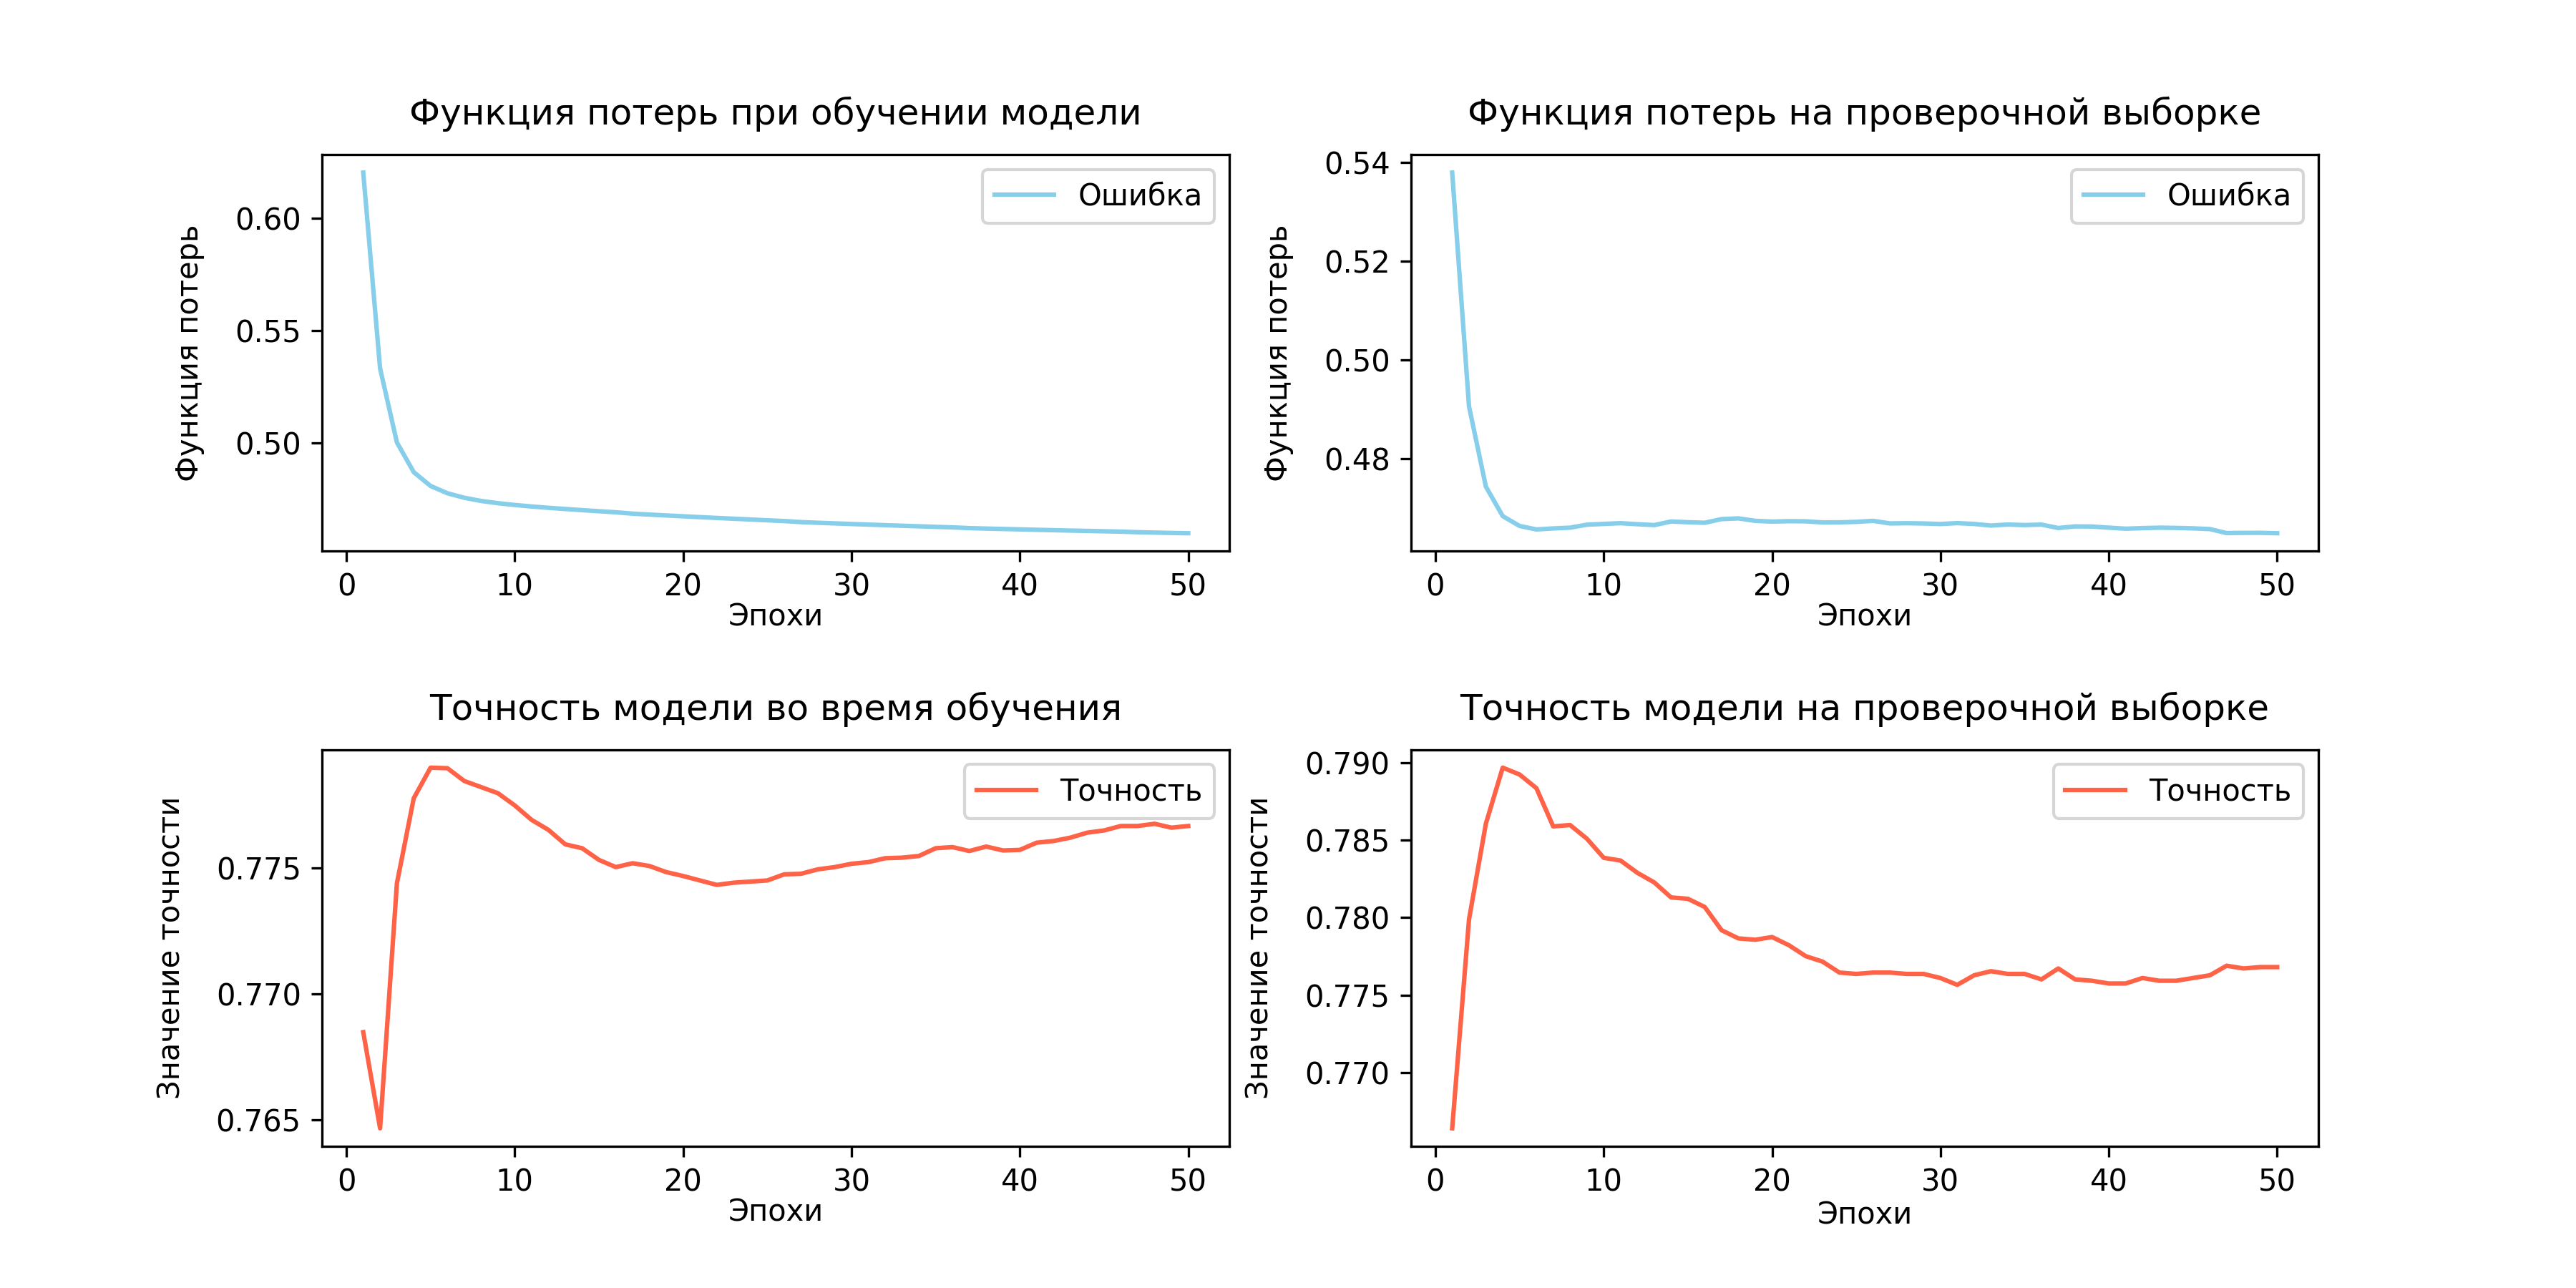 Функция потерь при обучении модели
Ошибка
0.60
0.55
0.50
Функция потерь
0 10 20 30 40 50
Эпохи
Функция потерь на проверочной выборке
Ошибка
0.54
0.52
0.50
0.48
Функция потерь
0 10 20 30 40 50
Эпохи
Точность модели во время обучения
Точность
0.775
0.770
0.765
Значение точности
0 10 20 30 40 50
Эпохи
Точность модели на проверочной выборке
Точность
0.790
0.785
0.780
0.775
0.770
Значение точности
0 10 20 30 40 50
Эпохи